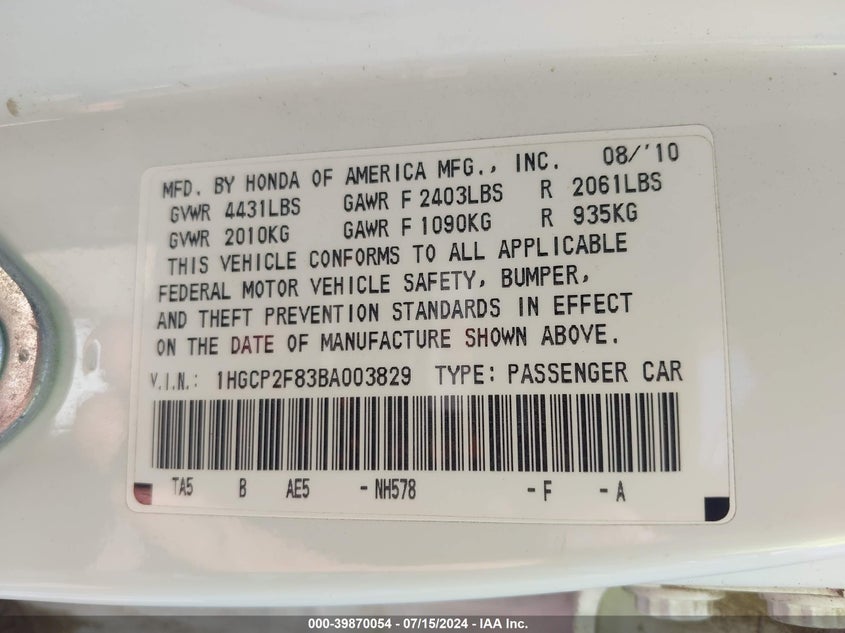 MFD. BY HONDA OF AMERICA MFG., INC. 08/'10
GVWR 4431LBS GAWR F 2403LBS R 2061LBS
GVWR 2010KG GAWR F 1090KG R 935KG
THIS VEHICLE CONFORMS TO ALL APPLICABLE
FEDERAL MOTOR VEHICLE SAFETY, BUMPER,
AND THEFT PREVENTION STANDARDS IN EFFECT
ON THE DATE OF MANUFACTURE SHOWN ABOVE.
V.I.N.: 1HGCP2F83BA003829 TYPE: PASSENGER CAR
TA5 B AE5 -NH578 -F -A
000-39870054 - 07/15/2024 - IAA Inc.